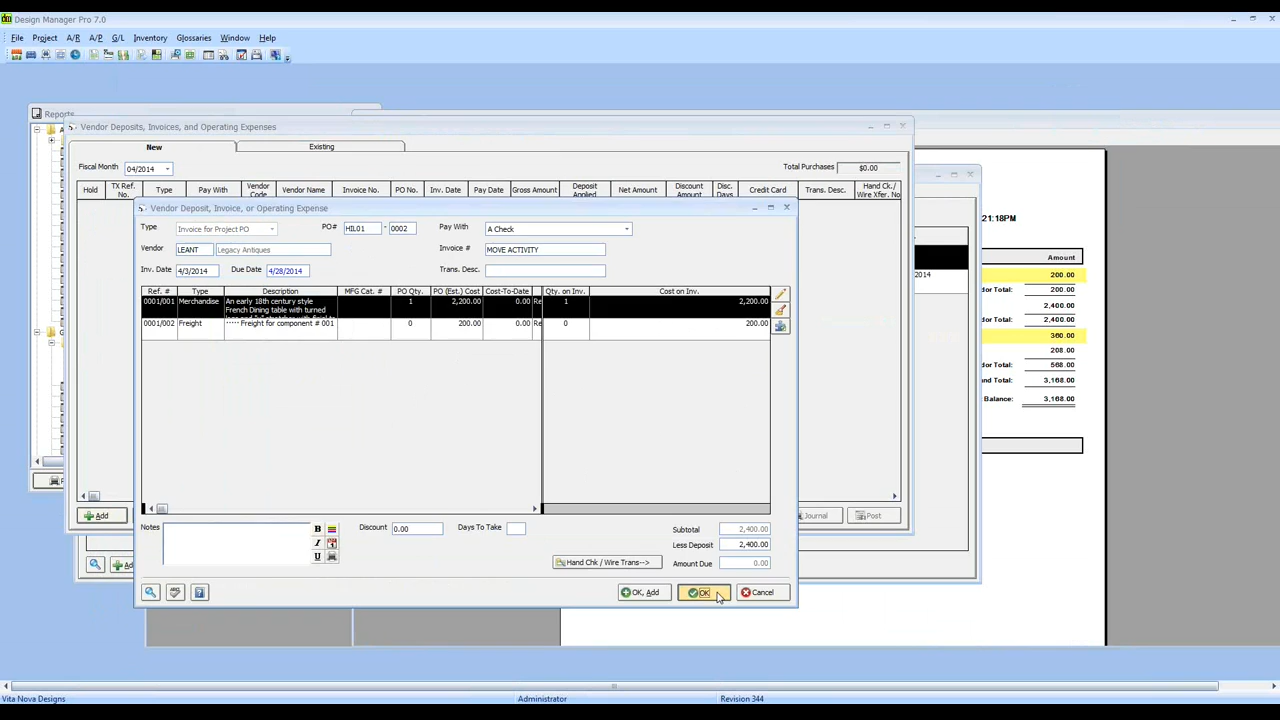 Design Manager Pro 7.0
File Project A/R A/P G/L Inventory Glossaries Window Help
Reports
Vendor Deposits, Invoices, and Operating Expenses
New Existing
Fiscal Month 04/2014 Total Purchases $0.00
Hold TX Ref. No. Type Pay With Vendor Code Vendor Name Invoice No. PO No. Inv. Date Pay Date Gross Amount Deposit Applied Net Amount Discount Amount Disc. Days Credit Card Trans. Desc. Hand Ck./ Wire Xfer. No
Vendor Deposit, Invoice, or Operating Expense
Type Invoice for Project PO PO# HIL01 - 0002 Pay With A Check
Vendor LEANT Legacy Antiques Invoice # MOVE ACTIVITY
Inv. Date 4/3/2014 Due Date 4/28/2014 Trans. Desc.
Ref. # Type Description MFG Cat. # PO Qty. PO (Est.) Cost Cost-To-Date Qty. on Inv. Cost on Inv.
0001/001 Merchandise An early 18th century style 1 2,200.00 0.00 Re 1 2,200.00
French Dining table with turned
0001/002 Freight ····· Freight for component # 001 0 200.00 0.00 Re 0 200.00
Notes B I U Discount 0.00 Days To Take
Subtotal 2,400.00
Less Deposit 2,400.00
Hand Chk / Wire Trans--> Amount Due 0.00
OK, Add OK Cancel
Add Journal Post
Ad
21:18PM
Amount
200.00
2014
dor Total: 200.00
2,400.00
dor Total: 2,400.00
360.00
208.00
dor Total: 568.00
and Total: 3,168.00
Balance: 3,168.00
Vita Nova Designs Administrator Revision 344